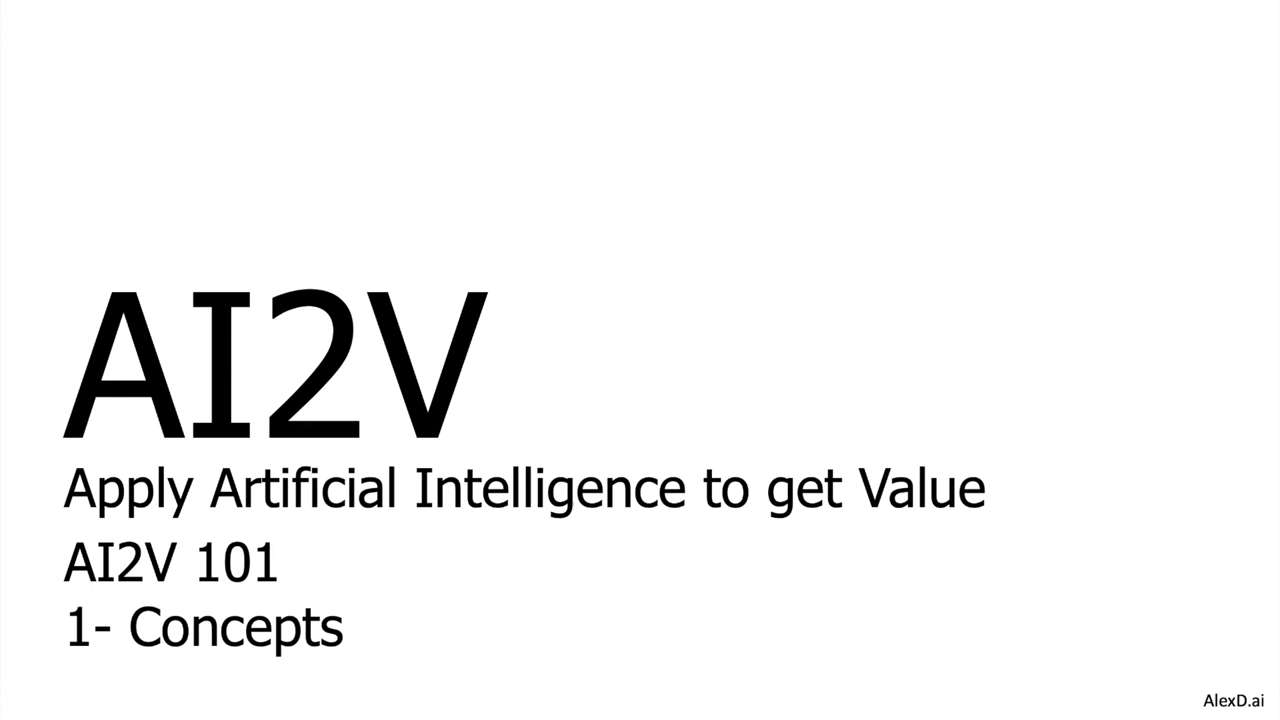 AI2V
Apply Artificial Intelligence to get Value
AI2V 101
1- Concepts
AlexD.ai